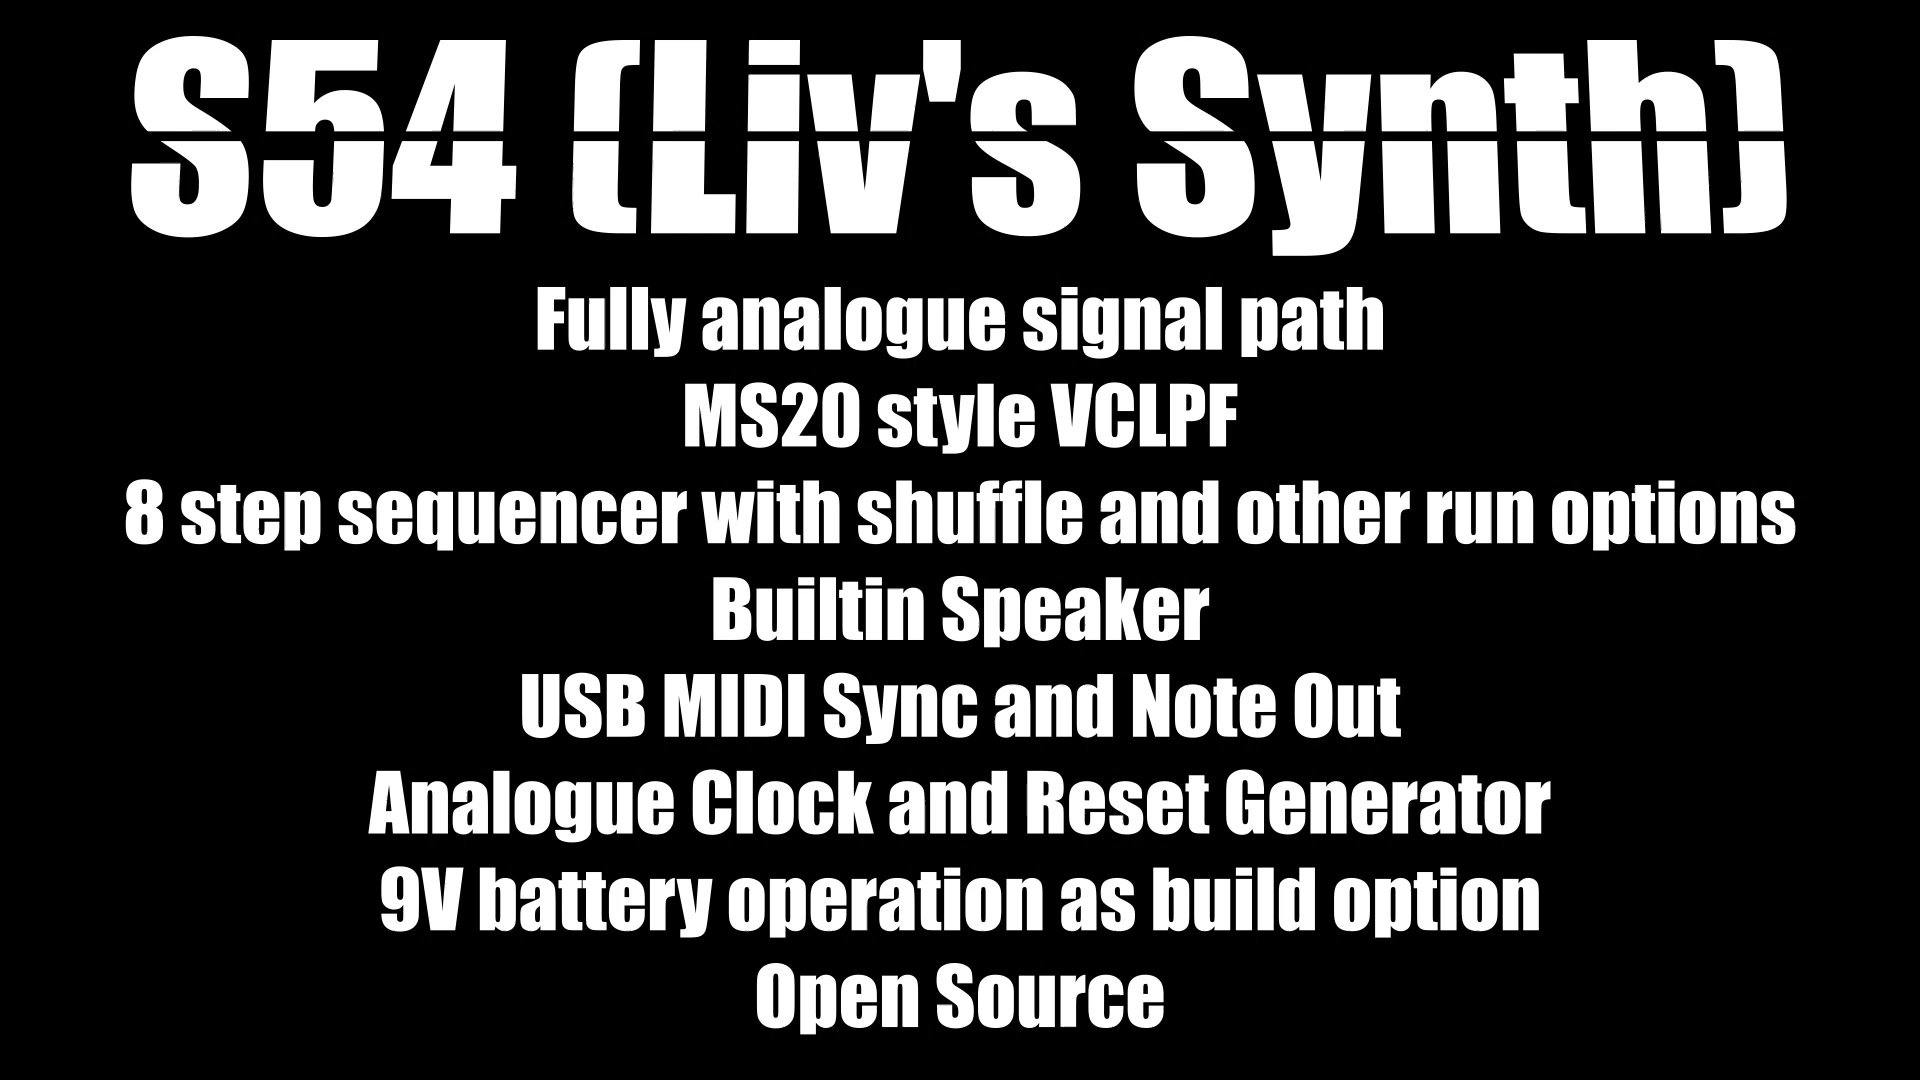 S54 (Liv's Synth)
Fully analogue signal path
MS20 style VCLPF
8 step sequencer with shuffle and other run options
Builtin Speaker
USB MIDI Sync and Note Out
Analogue Clock and Reset Generator
9V battery operation as build option
Open Source